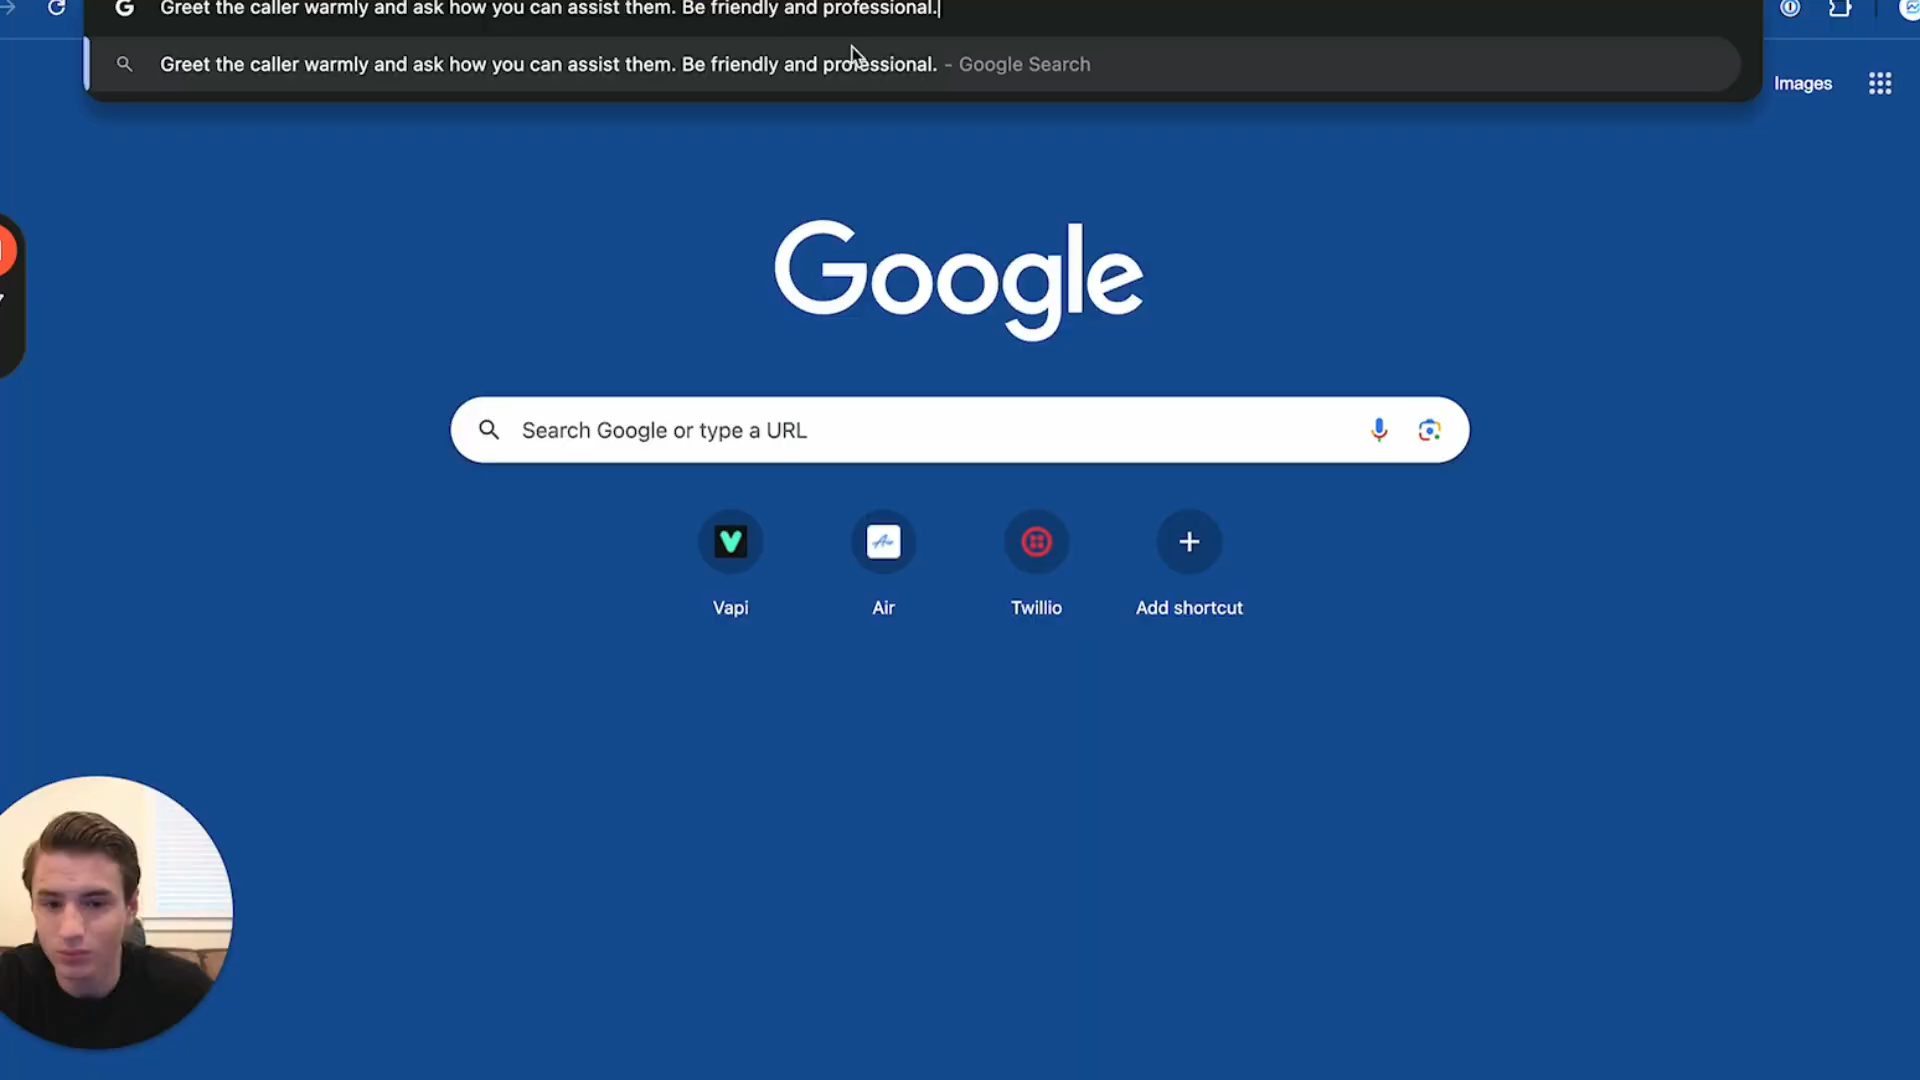 Greet the caller warmly and ask how you can assist them. Be friendly and professional.
Greet the caller warmly and ask how you can assist them. Be friendly and professional. - Google Search
Images
Google
Search Google or type a URL
Vapi
Air
Twillio
Add shortcut